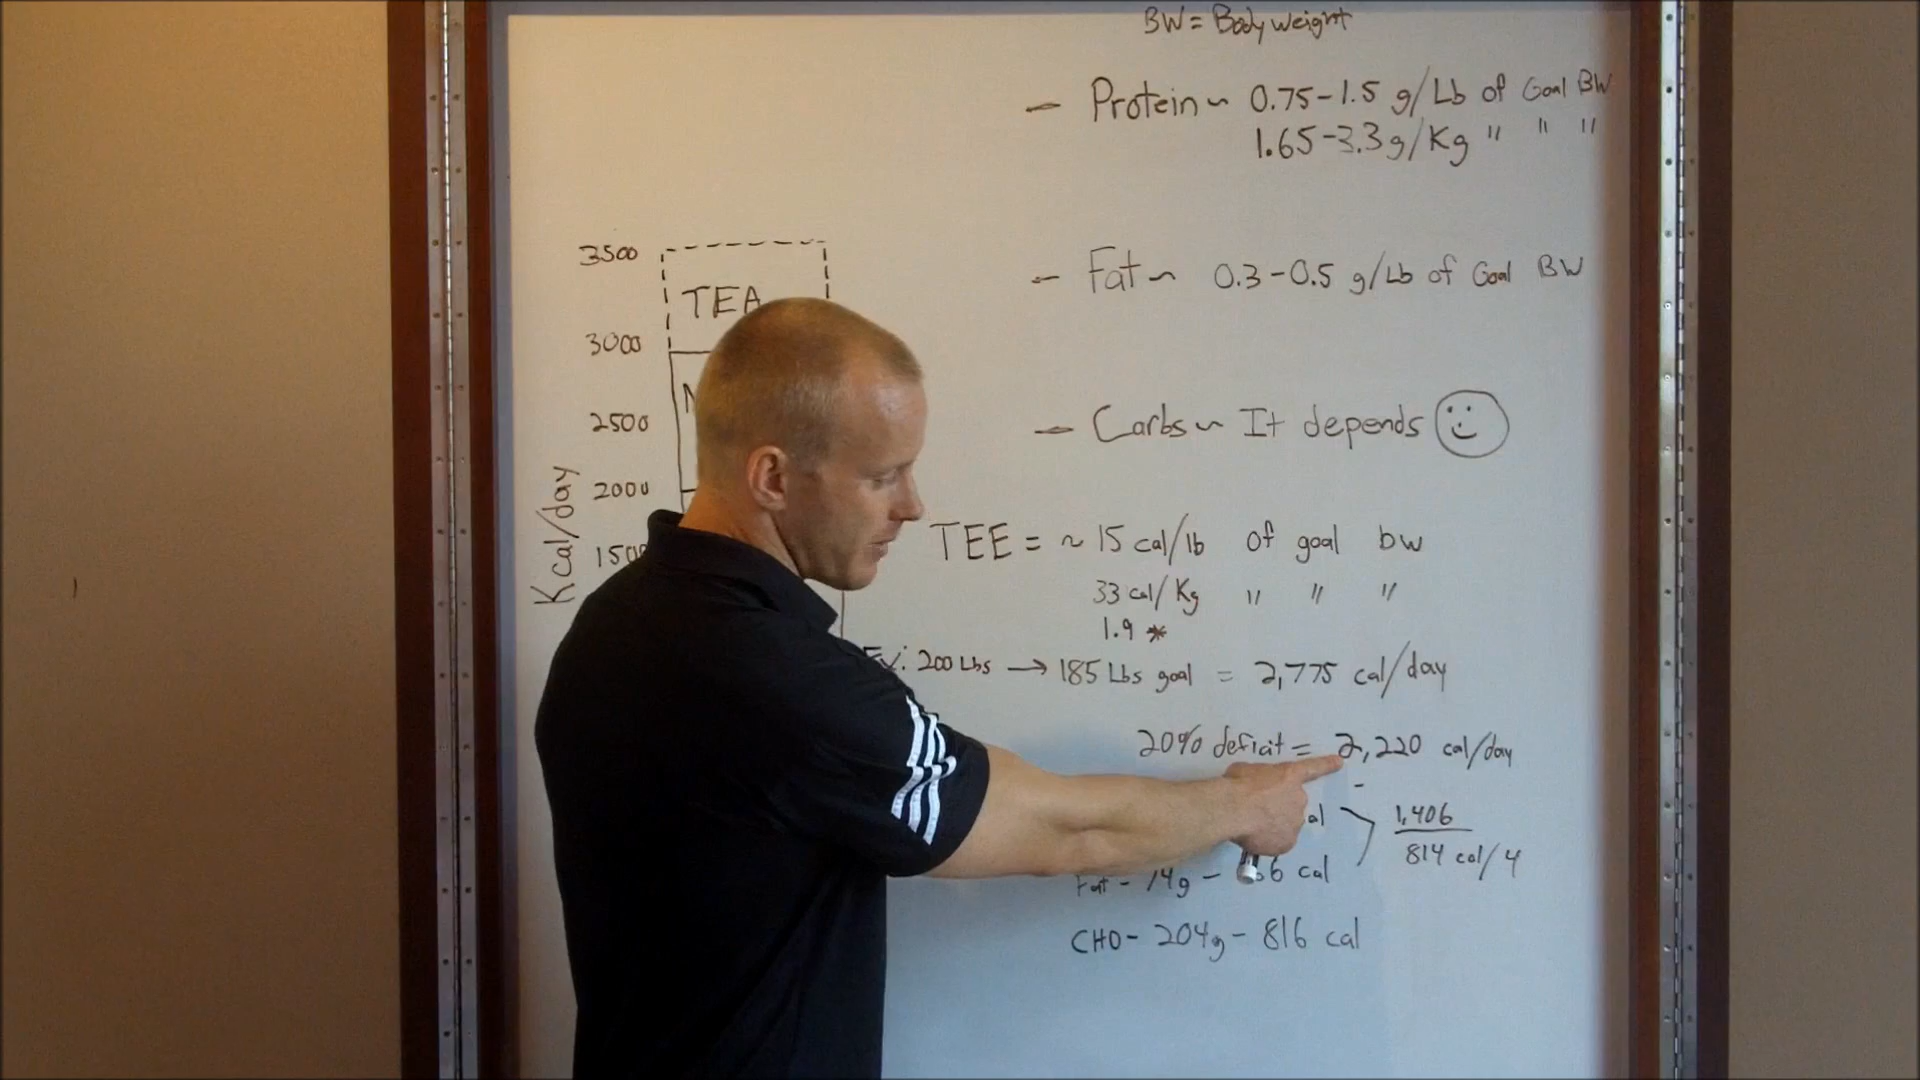 BW = Bodyweight
– Protein ~ 0.75-1.5 g/Lb of Goal BW
1.65-3.3g/Kg " " "
– Fat ~ 0.3-0.5 g/Lb of Goal BW
– Carbs ~ It depends
3500
TEA
3000
2500
2000
1500
Kcal/day
TEE = ~ 15 cal/lb of goal bw
33 cal/Kg " " "
1.9 *
Ex: 200 Lbs → 185 Lbs goal = 2,775 cal/day
20% deficit = 2,220 cal/day
-
1,406
814 cal/4
Fat - 74g - cal
CHO - 204g - 816 cal